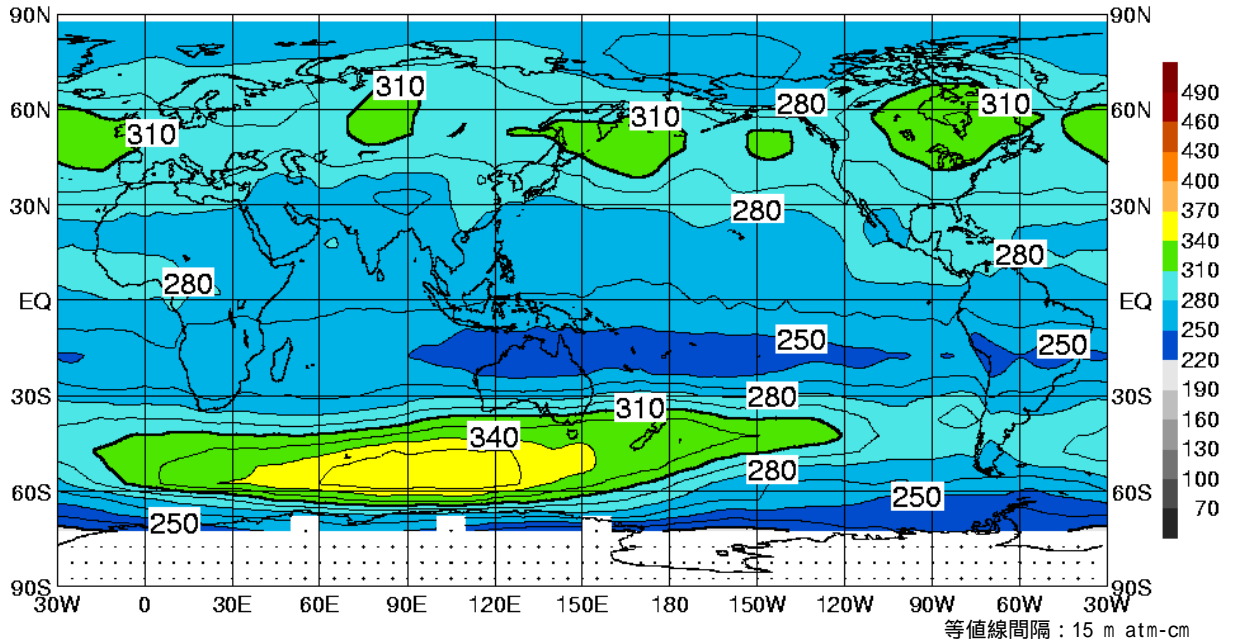 90N 90N
490
310 280 310
60N 60N
310 310 460
430
400
30N 280 30N
370
280 280 340
310
EQ EQ
280
250 250 250
220
30S 280 30S
310 190
340 160
280 130
60S 60S
250 250 100
70
90S 90S
30W 0 30E 60E 90E 120E 150E 180 150W 120W 90W 60W 30W
等値線間隔：15 m atm-cm